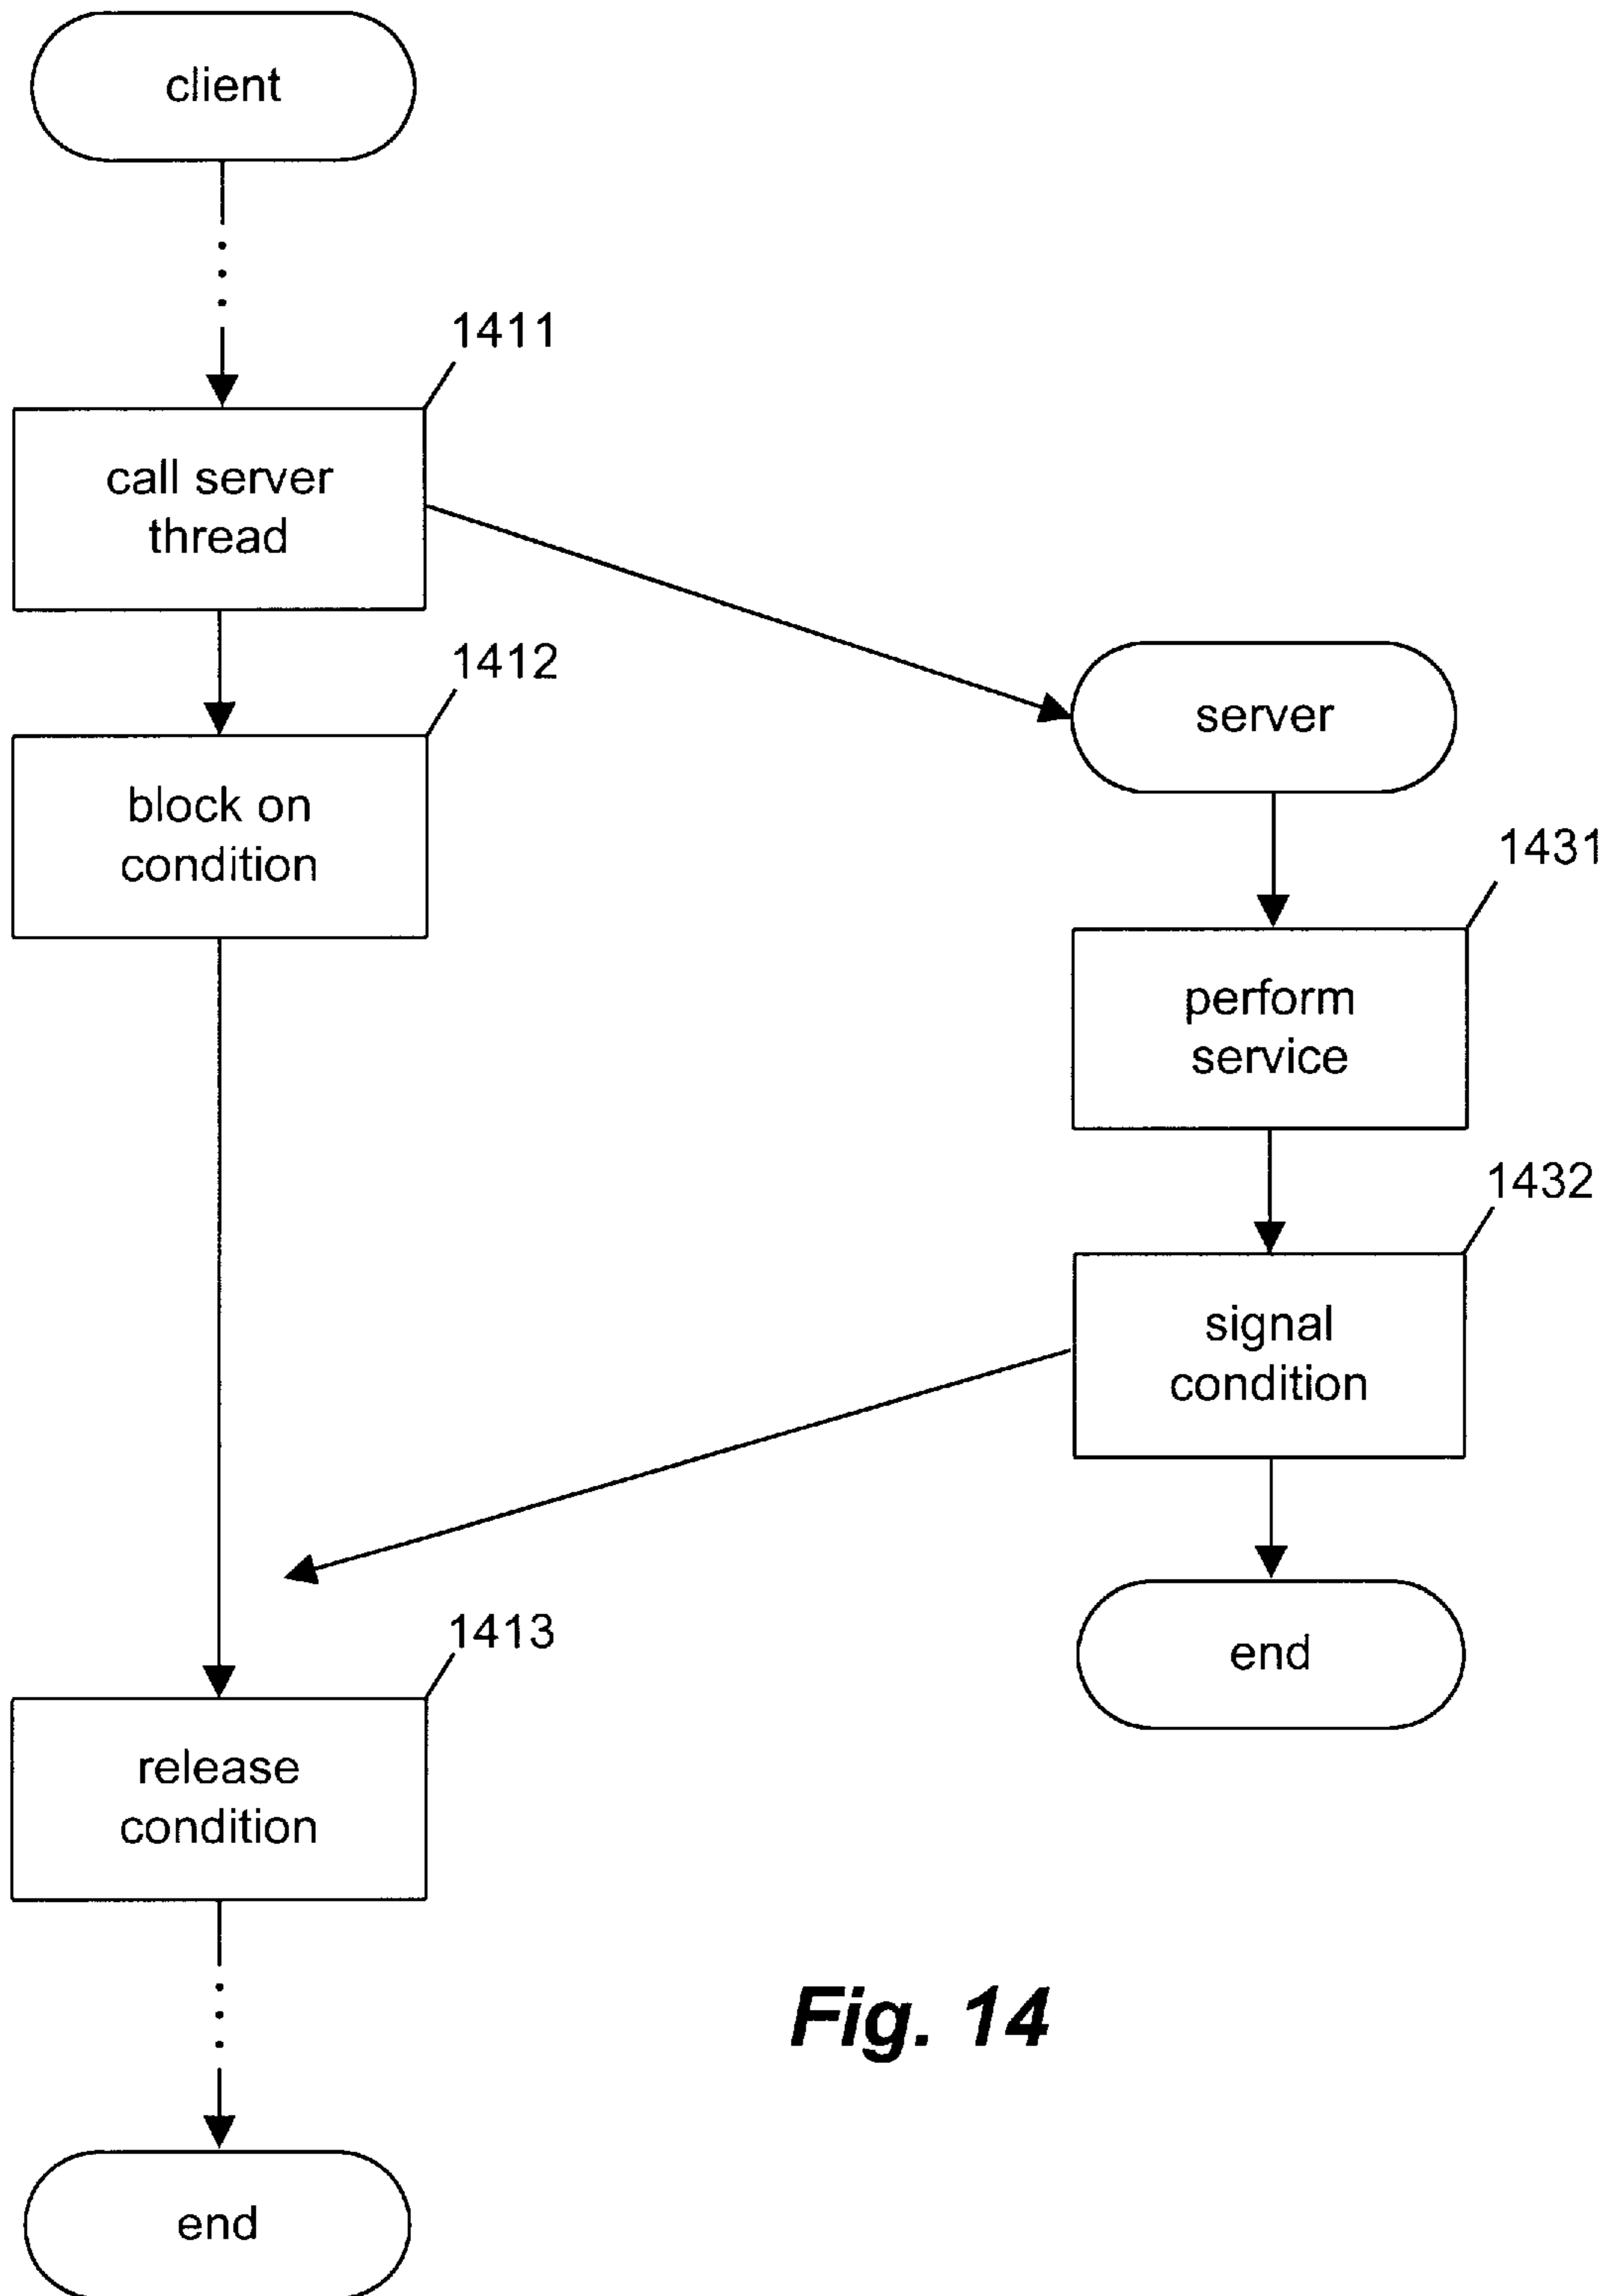 client
1411
call server
thread
1412
block on
condition
server
1431
perform
service
1432
signal
condition
end
1413
release
condition
Fig. 14
end